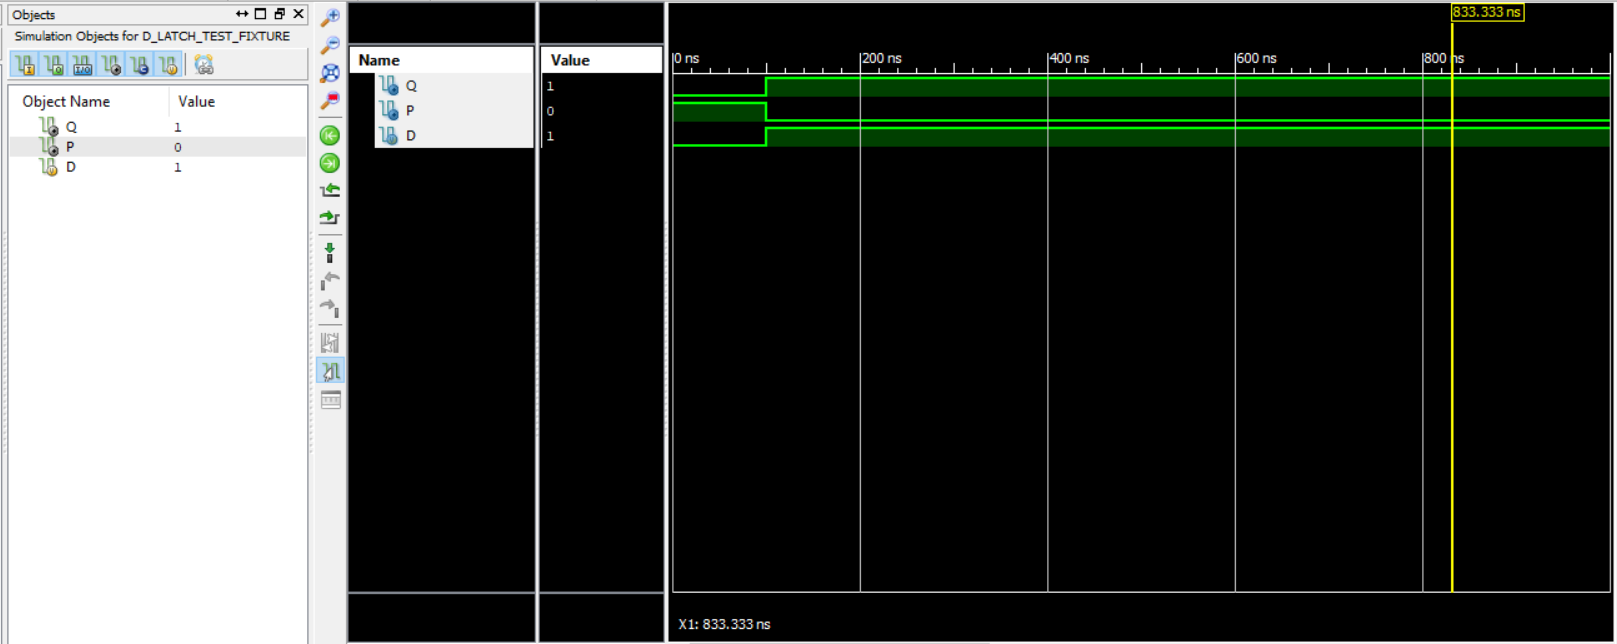 Objects
Simulation Objects for D_LATCH_TEST_FIXTURE
Object Name Value
Q 1
P 0
D 1
Name Value
Q 1
P 0
D 1
833.333 ns
0 ns 200 ns 400 ns 600 ns 800 ns
X1: 833.333 ns